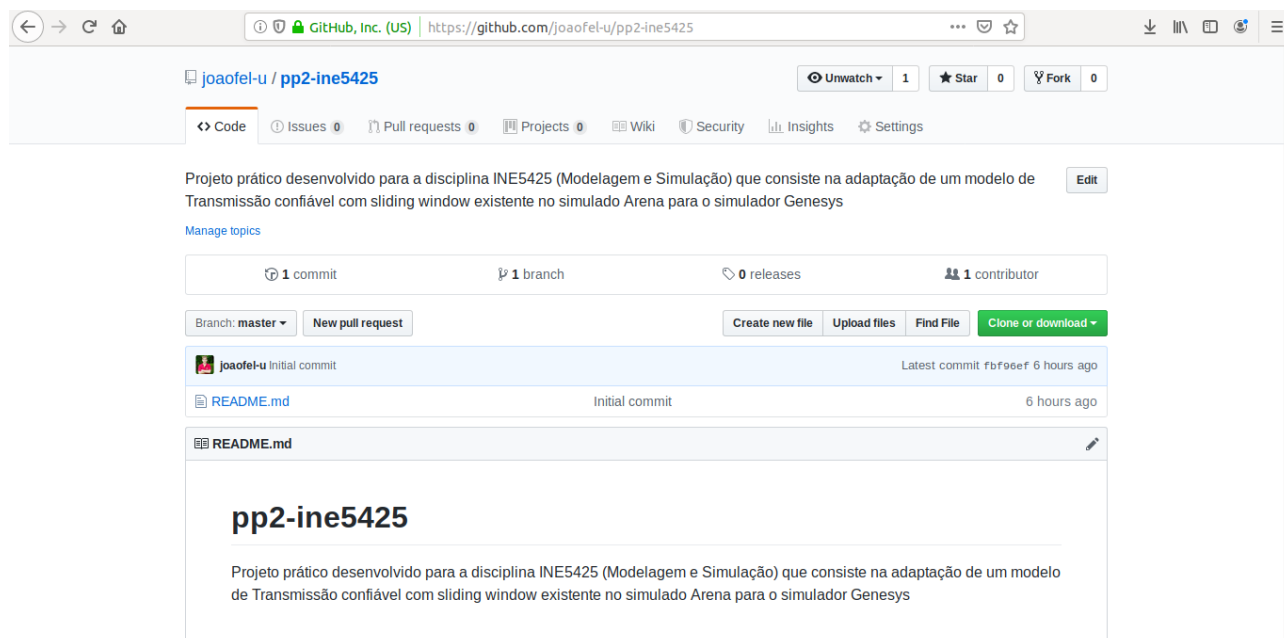 GitHub, Inc. (US) https://github.com/joaofel-u/pp2-ine5425
joaofel-u / pp2-ine5425
Unwatch 1 Star 0 Fork 0
Code Issues 0 Pull requests 0 Projects 0 Wiki Security Insights Settings
Projeto prático desenvolvido para a disciplina INE5425 (Modelagem e Simulação) que consiste na adaptação de um modelo de
Transmissão confiável com sliding window existente no simulado Arena para o simulador Genesys
Edit
Manage topics
1 commit 1 branch 0 releases 1 contributor
Branch: master New pull request Create new file Upload files Find File Clone or download
joaofel-u Initial commit Latest commit fbf96ef 6 hours ago
README.md Initial commit 6 hours ago
README.md
pp2-ine5425
Projeto prático desenvolvido para a disciplina INE5425 (Modelagem e Simulação) que consiste na adaptação de um modelo
de Transmissão confiável com sliding window existente no simulado Arena para o simulador Genesys